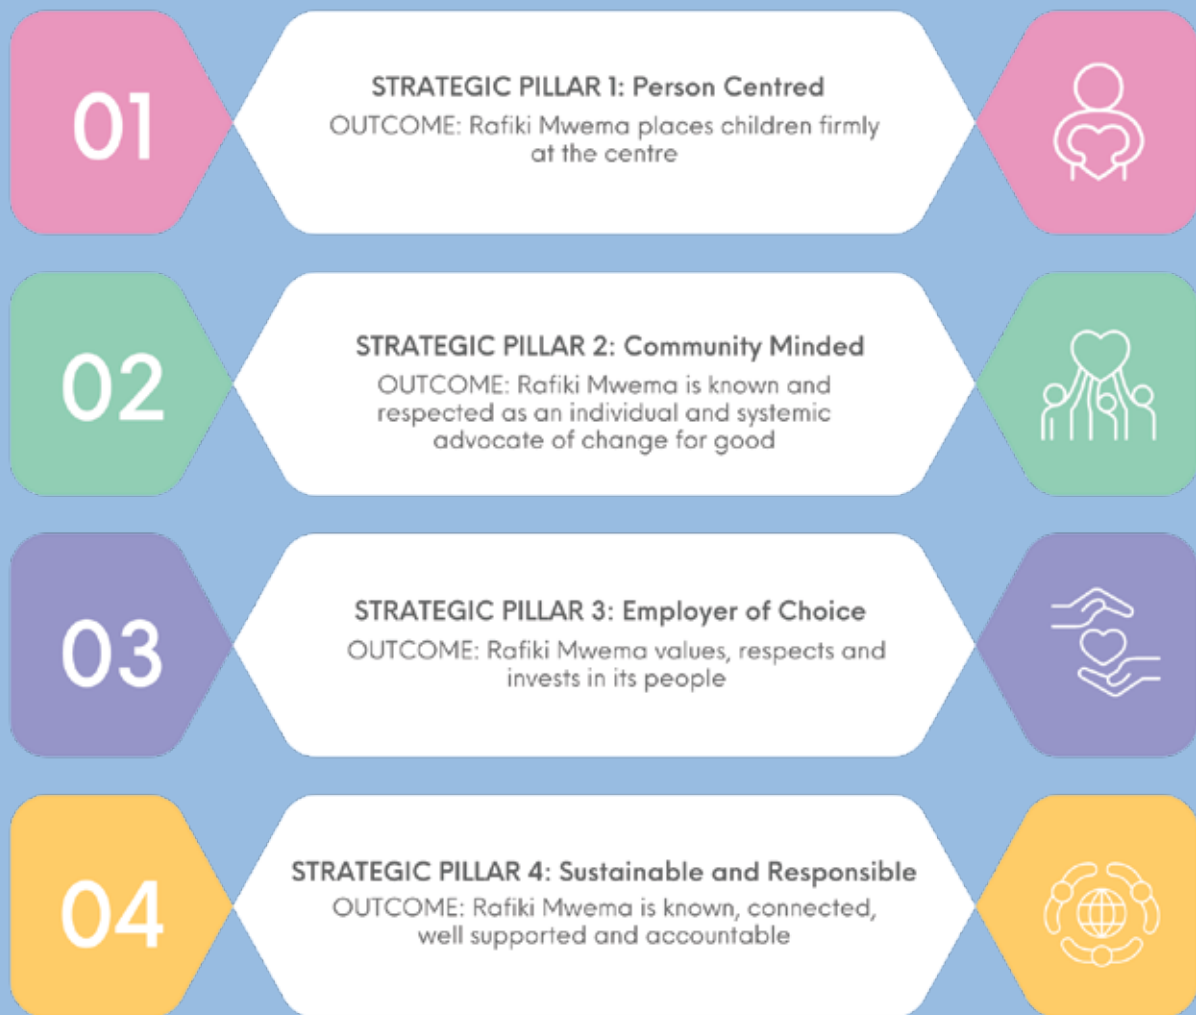 01
STRATEGIC PILLAR 1: Person Centred
OUTCOME: Rafiki Mwema places children firmly
at the centre
02
STRATEGIC PILLAR 2: Community Minded
OUTCOME: Rafiki Mwema is known and
respected as an individual and systemic
advocate of change for good
03
STRATEGIC PILLAR 3: Employer of Choice
OUTCOME: Rafiki Mwema values, respects and
invests in its people
04
STRATEGIC PILLAR 4: Sustainable and Responsible
OUTCOME: Rafiki Mwema is known, connected,
well supported and accountable